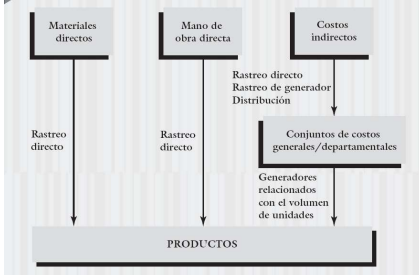 Materiales
directos
Mano de
obra directa
Costos
indirectos
Rastreo directo
Rastreo de generador
Distribución
Rastreo
directo
Rastreo
directo
Conjuntos de costos
generales/departamentales
Generadores
relacionados
con el volumen
de unidades
PRODUCTOS